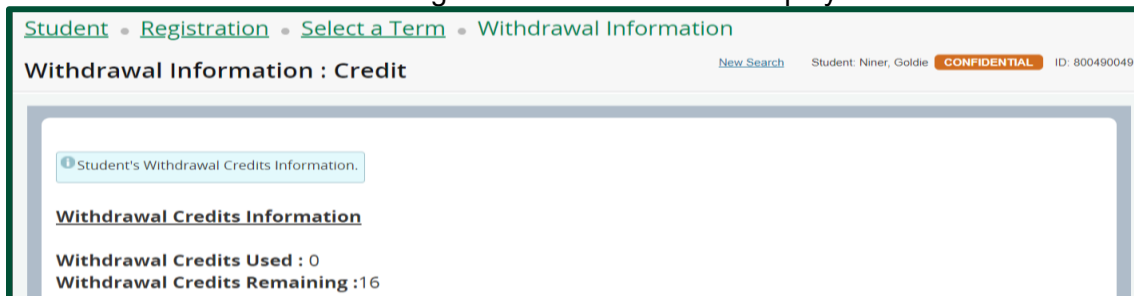 Student • Registration • Select a Term • Withdrawal Information
Withdrawal Information : Credit
New Search Student: Niner, Goldie CONFIDENTIAL ID: 800490049
Student's Withdrawal Credits Information.
Withdrawal Credits Information
Withdrawal Credits Used : 0
Withdrawal Credits Remaining :16